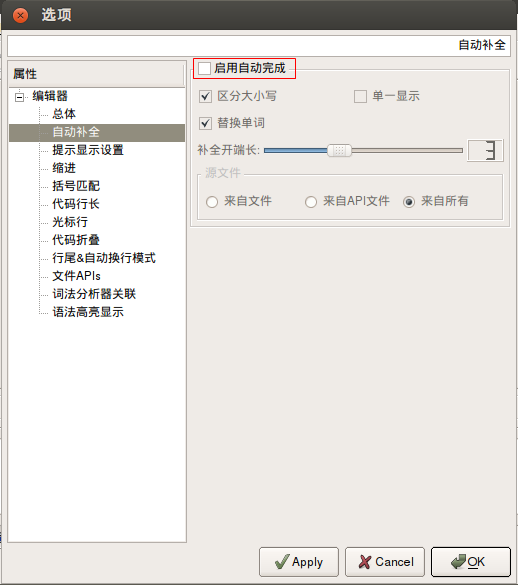 选项
自动补全
属性
编辑器
总体
自动补全
提示显示设置
缩进
括号匹配
代码行长
光标行
代码折叠
行尾&自动换行模式
文件APIs
词法分析器关联
语法高亮显示
启用自动完成
区分大小写 单一显示
替换单词
补全开端长: 3
源文件
来自文件 来自API文件 来自所有
Apply Cancel OK